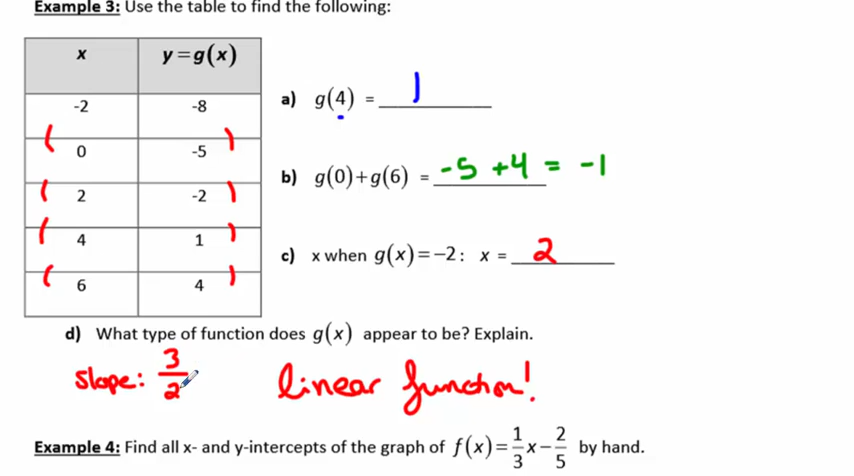 Example 3: Use the table to find the following:
x y=g(x)
-2 -8
0 -5
2 -2
4 1
6 4
a) g(4) = 1
b) g(0)+g(6) = -5 +4 = -1
c) x when g(x)=-2: x = 2
d) What type of function does g(x) appear to be? Explain.
slope: 3/2 linear function!
Example 4: Find all x- and y-intercepts of the graph of f(x)=1/3x-2/5 by hand.